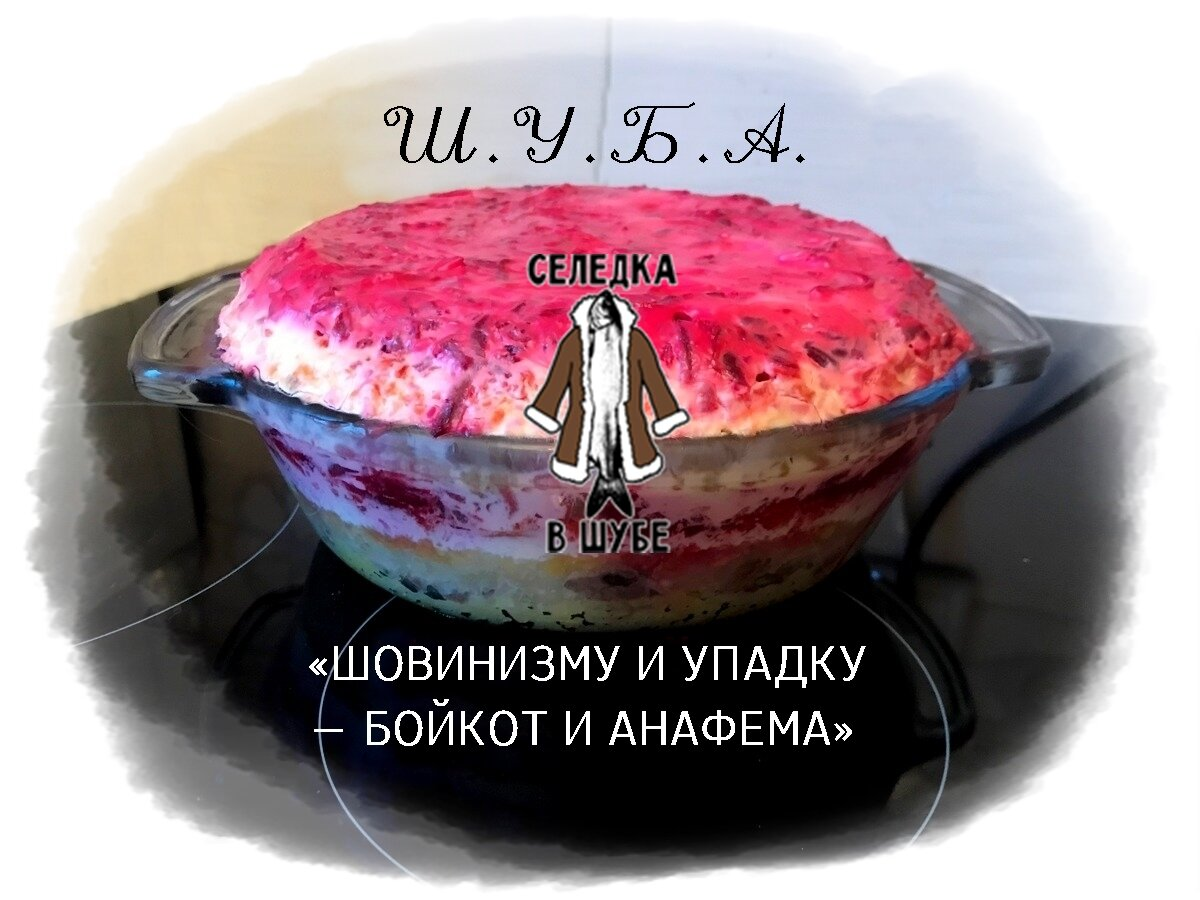 Ш.У.Б.А.
СЕЛЕДКА
В ШУБЕ
«ШОВИНИЗМУ И УПАДКУ
— БОЙКОТ И АНАФЕМА»